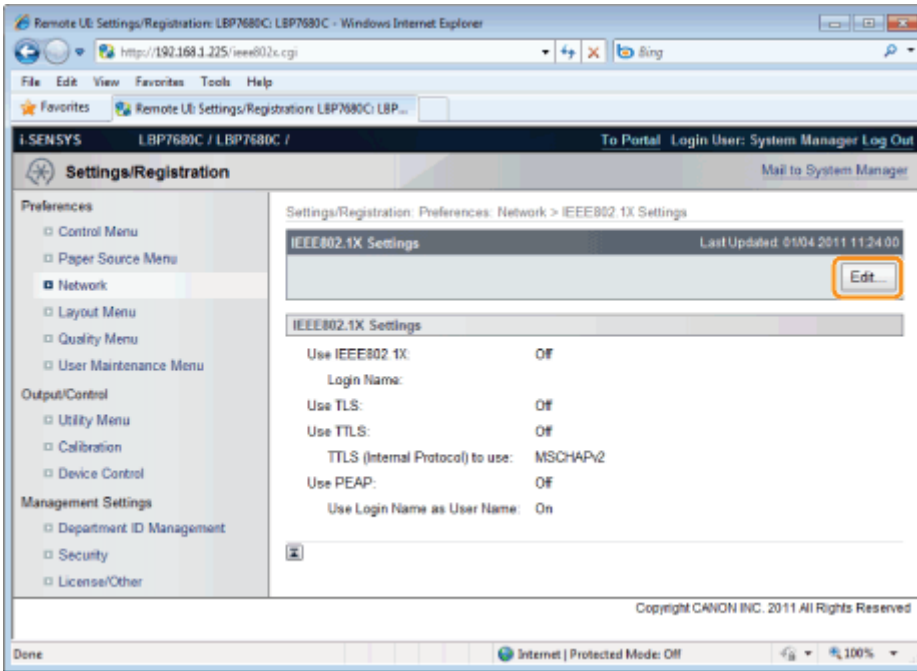 Remote UI: Settings/Registration: LBP7680C: LBP7680C - Windows Internet Explorer
http://192.168.1.225/ieee802x.cgi
Bing
File Edit View Favorites Tools Help
Favorites
Remote UI: Settings/Registration: LBP7680C: LBP...
i-SENSYS LBP7680C / LBP7680C / To Portal Login User: System Manager Log Out
Settings/Registration Mail to System Manager
Preferences
Control Menu
Paper Source Menu
Network
Layout Menu
Quality Menu
User Maintenance Menu
Output/Control
Utility Menu
Calibration
Device Control
Management Settings
Department ID Management
Security
License/Other
Settings/Registration: Preferences: Network > IEEE802.1X Settings
IEEE802.1X Settings Last Updated: 01/04 2011 11:24:00
Edit...
IEEE802.1X Settings
Use IEEE802.1X: Off
Login Name:
Use TLS: Off
Use TTLS: Off
TTLS (Internal Protocol) to use: MSCHAPv2
Use PEAP: Off
Use Login Name as User Name: On
Copyright CANON INC. 2011 All Rights Reserved
Done Internet | Protected Mode: Off 100%